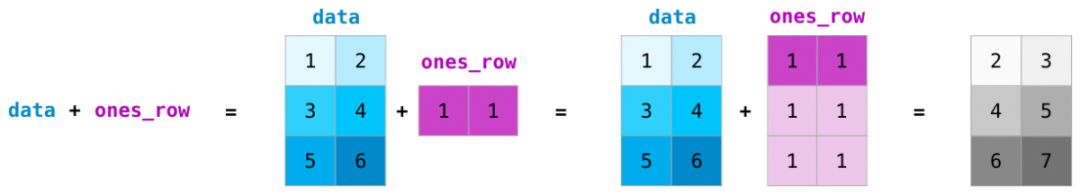 data data ones_row
1 2 ones_row 1 2 1 1 2 3
data + ones_row = 3 4 + 1 1 = 3 4 + 1 1 = 4 5
5 6 5 6 1 1 6 7